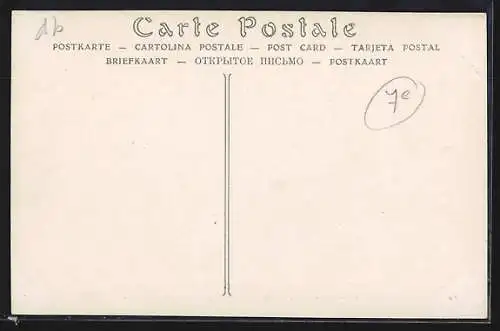 Carte Postale
POSTKARTE — CARTOLINA POSTALE — POST CARD — TARJETA POSTAL
BRIEFKAART — ОТКРЫТОЕ ПИСЬМО — POSTKAART
7e